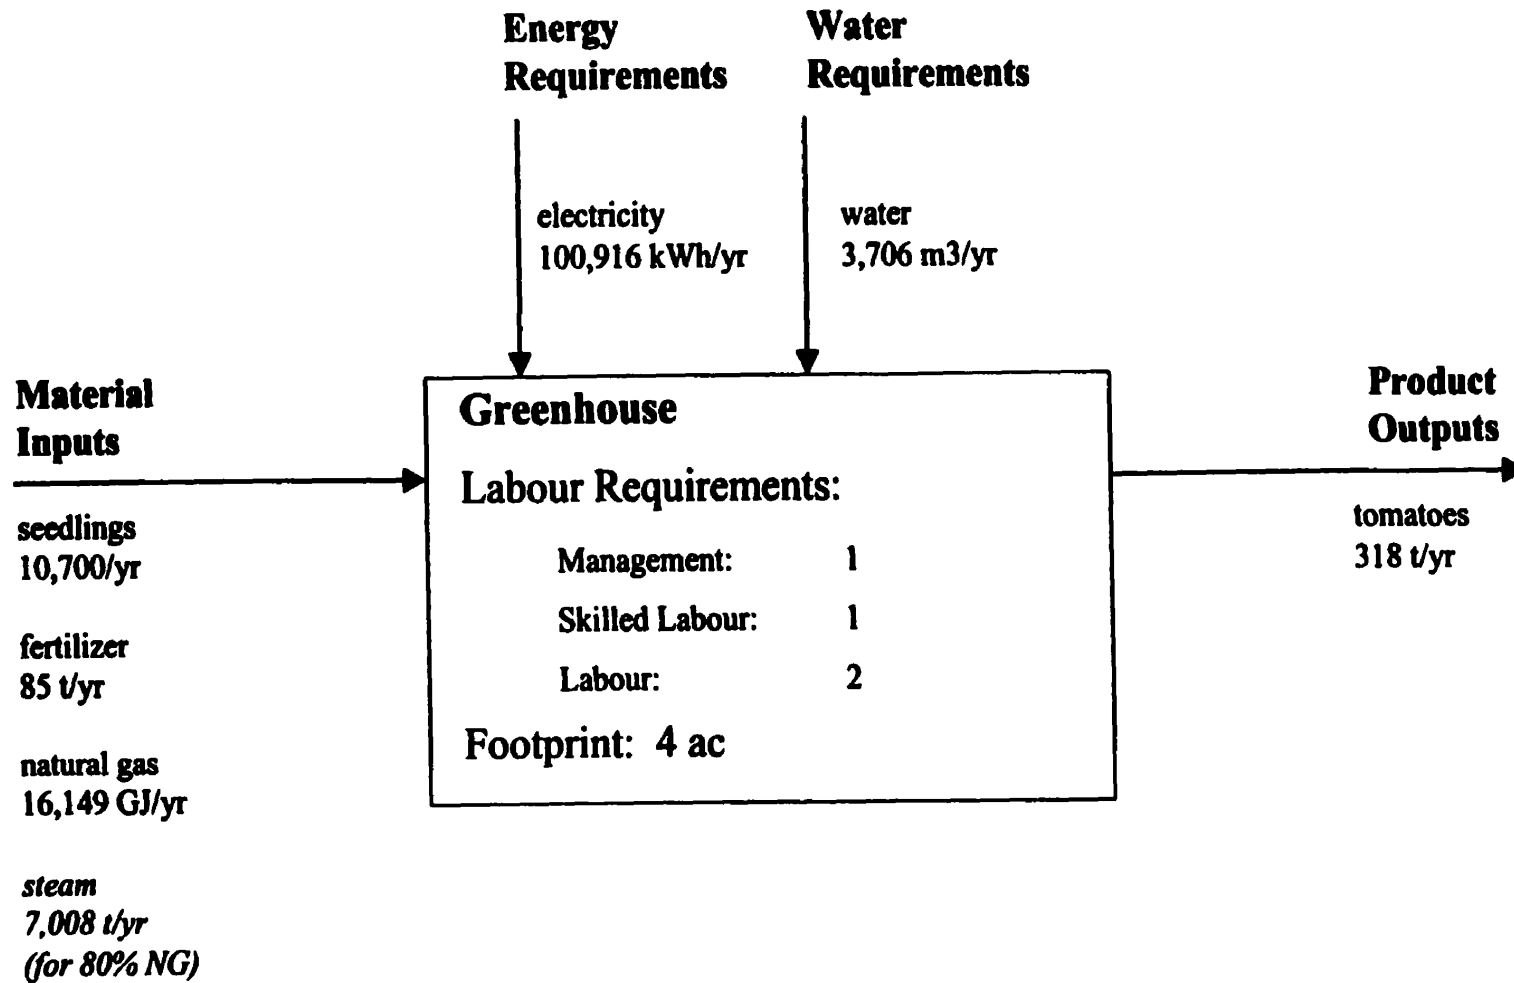 Energy
Requirements
Water
Requirements
electricity
100,916 kWh/yr
water
3,706 m3/yr
Material
Inputs
seedlings
10,700/yr
fertilizer
85 t/yr
natural gas
16,149 GJ/yr
steam
7,008 t/yr
(for 80% NG)
Greenhouse
Labour Requirements:
Management: 1
Skilled Labour: 1
Labour: 2
Footprint: 4 ac
Product
Outputs
tomatoes
318 t/yr